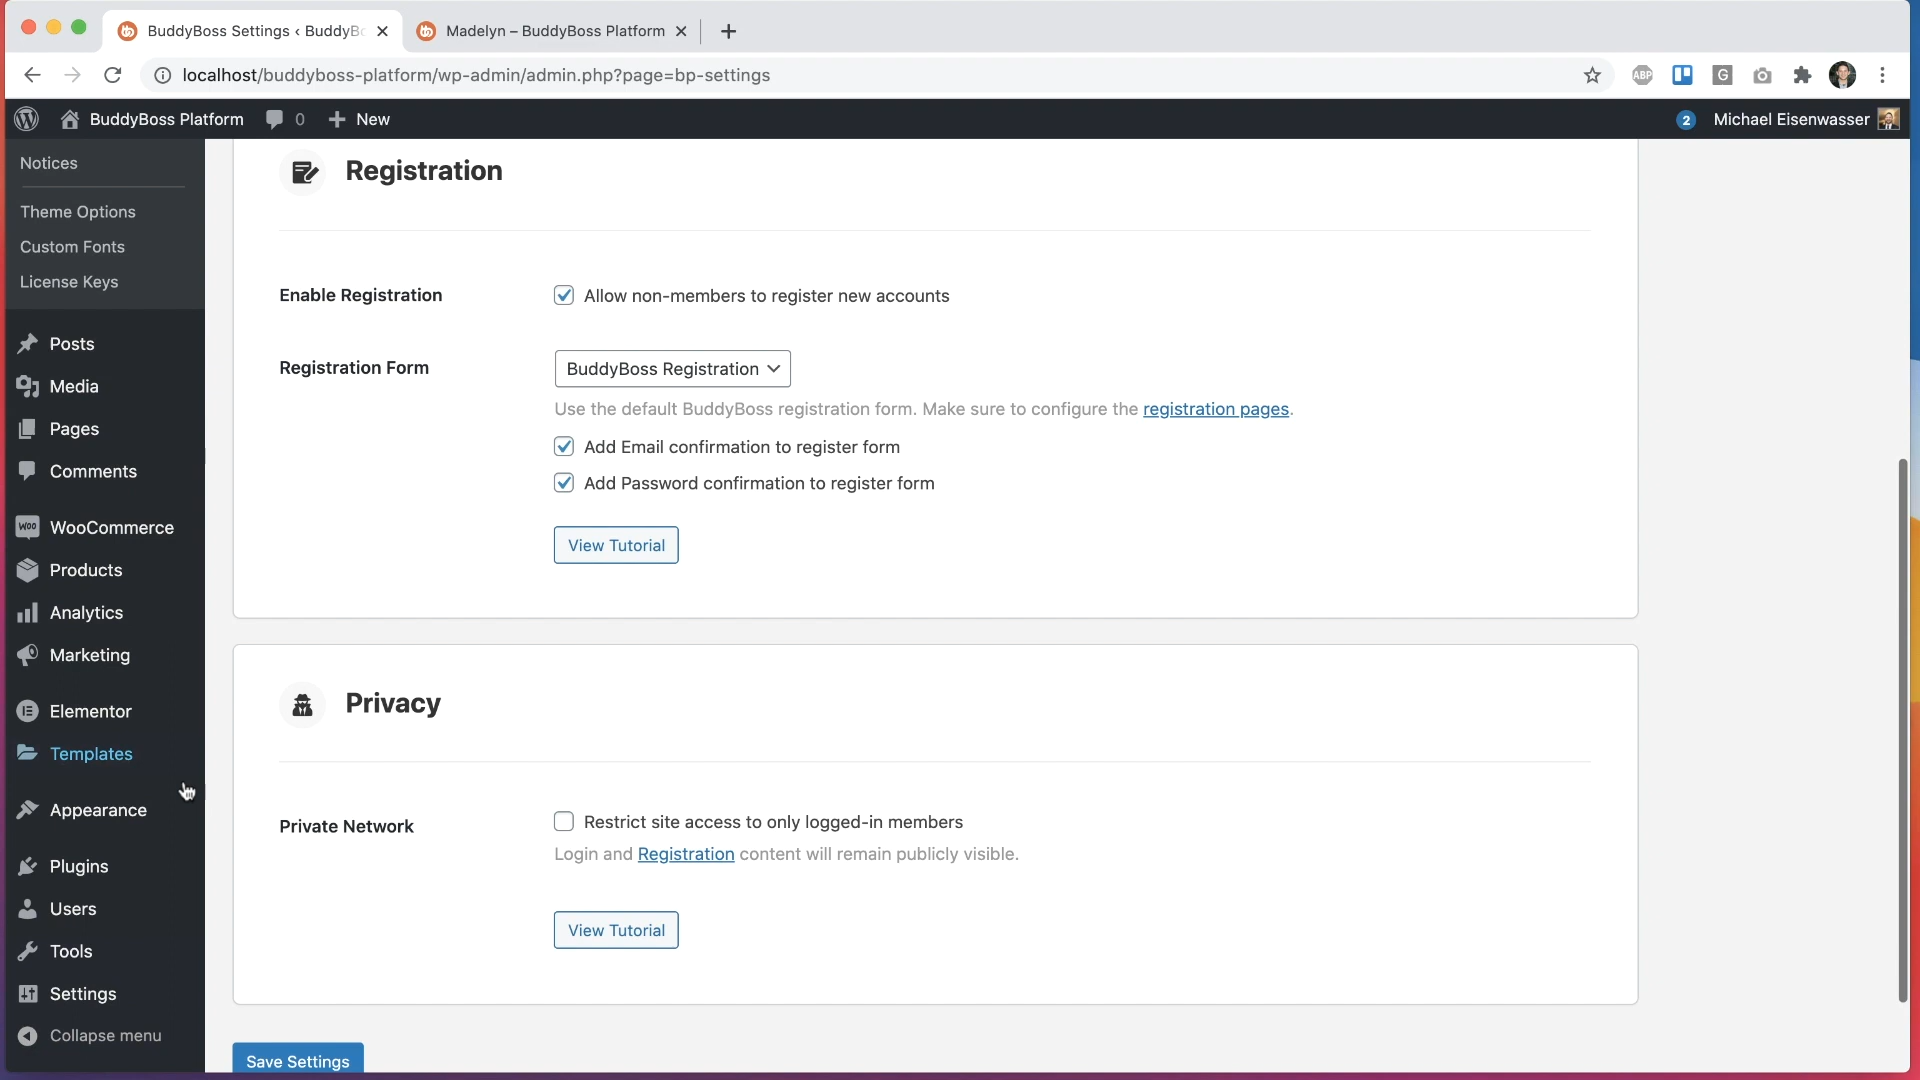 BuddyBoss Settings ‹ BuddyBo
Madelyn – BuddyBoss Platform
localhost/buddyboss-platform/wp-admin/admin.php?page=bp-settings
ABP
G
BuddyBoss Platform
0
New
2
Michael Eisenwasser
Notices
Theme Options
Custom Fonts
License Keys
Posts
Media
Pages
Comments
woo
WooCommerce
Products
Analytics
Marketing
Elementor
Templates
Appearance
Plugins
Users
Tools
Settings
Collapse menu
Registration
Enable Registration
Allow non-members to register new accounts
Registration Form
BuddyBoss Registration
Use the default BuddyBoss registration form. Make sure to configure the registration pages.
Add Email confirmation to register form
Add Password confirmation to register form
View Tutorial
Privacy
Private Network
Restrict site access to only logged-in members
Login and Registration content will remain publicly visible.
View Tutorial
Save Settings